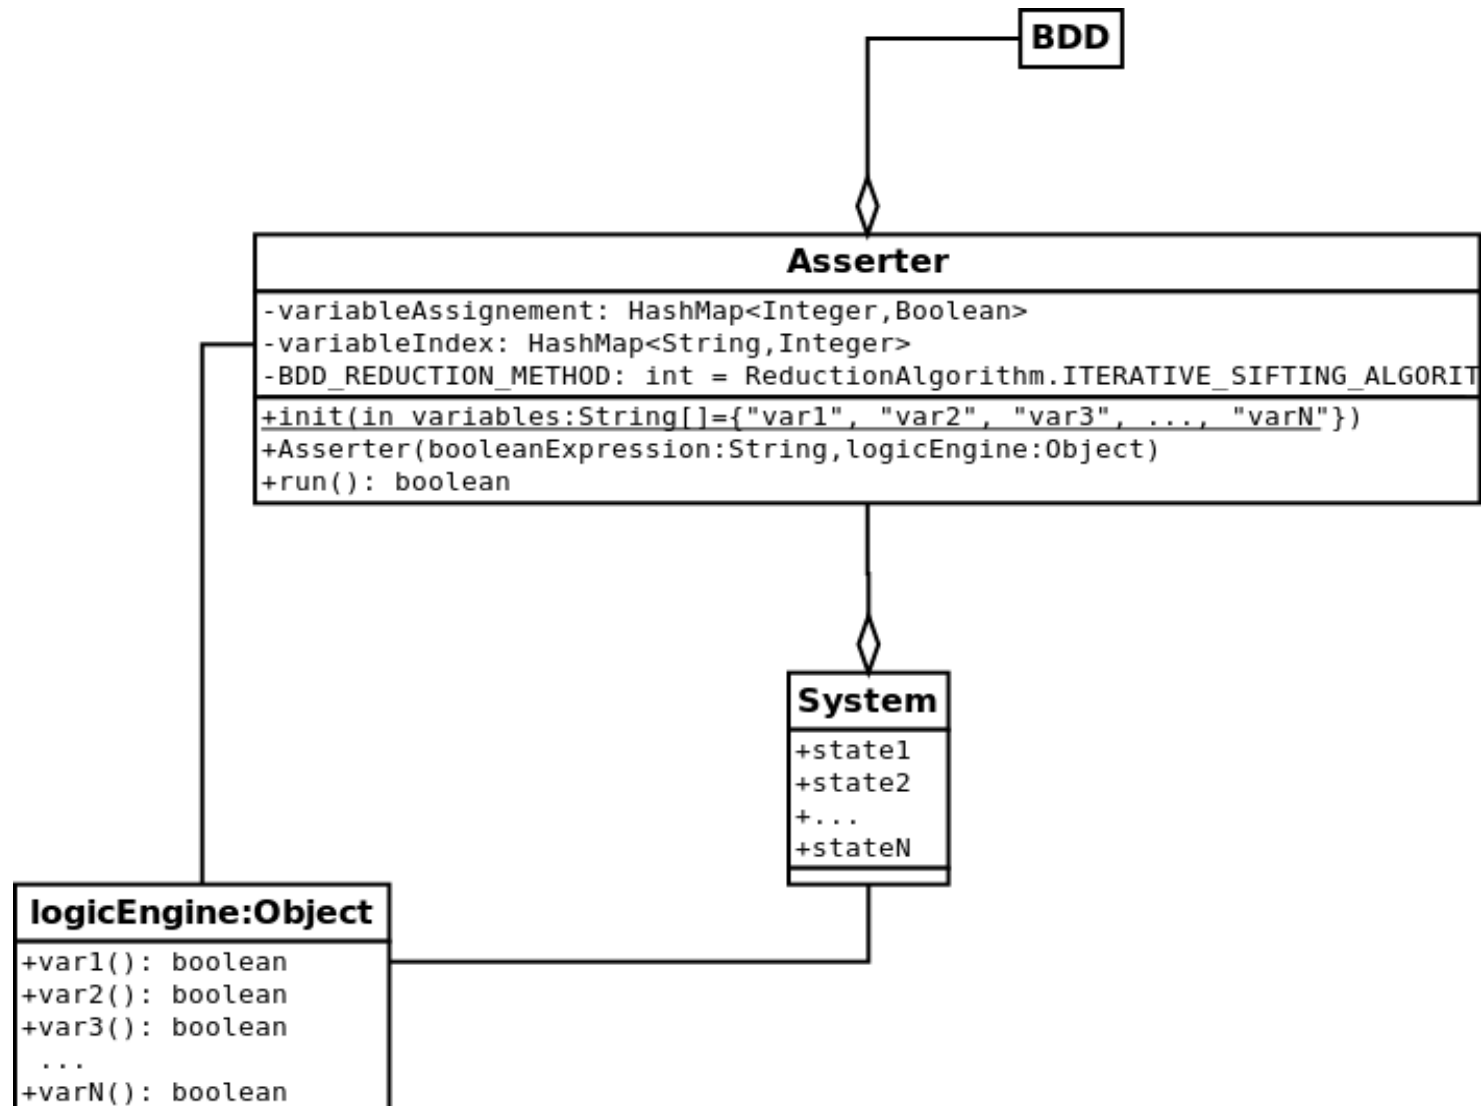 BDD
Asserter
-variableAssignement: HashMap<Integer,Boolean>
-variableIndex: HashMap<String,Integer>
-BDD_REDUCTION_METHOD: int = ReductionAlgorithm.ITERATIVE_SIFTING_ALGORIT
+init(in variables:String[]={"var1", "var2", "var3", ..., "varN"})
+Asserter(booleanExpression:String,logicEngine:Object)
+run(): boolean
System
+state1
+state2
+...
+stateN
logicEngine:Object
+var1(): boolean
+var2(): boolean
+var3(): boolean
...
+varN(): boolean